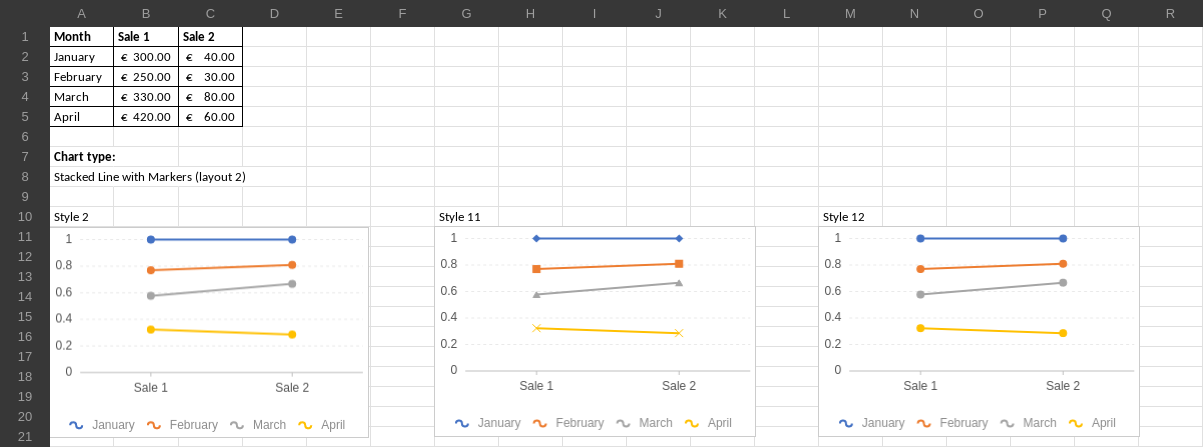 A B C D E F G H I J K L M N O P Q R
1 Month Sale 1 Sale 2
2 January € 300.00 € 40.00
3 February € 250.00 € 30.00
4 March € 330.00 € 80.00
5 April € 420.00 € 60.00
6
7 Chart type:
8 Stacked Line with Markers (layout 2)
9
10 Style 2 Style 11 Style 12
11
12
13
14
15
16
17
18
19
20
21
1
0.8
0.6
0.4
0.2
0
Sale 1 Sale 2
January February March April
1
0.8
0.6
0.4
0.2
0
Sale 1 Sale 2
January February March April
1
0.8
0.6
0.4
0.2
0
Sale 1 Sale 2
January February March April